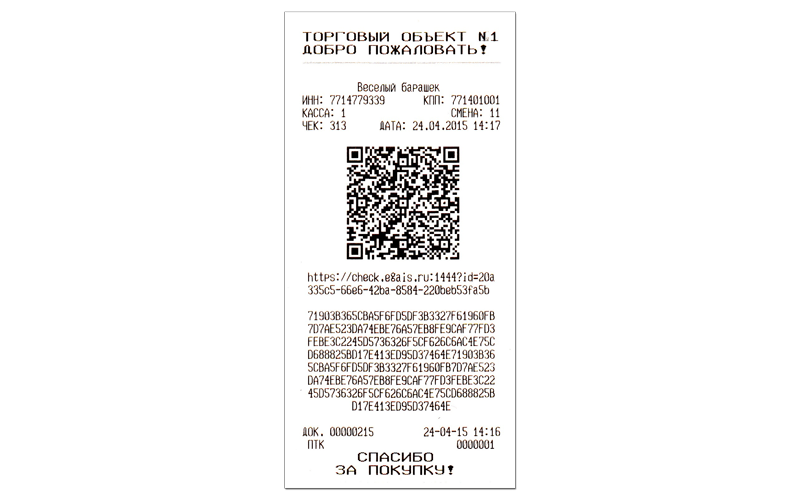 ТОРГОВЫЙ ОБЪЕКТ №1
ДОБРО ПОЖАЛОВАТЬ!
Веселый барашек
ИНН: 7714779339 КПП: 771401001
КАССА: 1 СМЕНА: 11
ЧЕК: 313 ДАТА: 24.04.2015 14:17
https://check.egais.ru:1444?id=20a
335c5-66e6-42ba-8584-220beb53fa5b
71903B365CBA5F6FD5DF3B3327F61960FB
7D7AE523DA74EBE76A57EB8FE9CAF77FD3
FEBE3C2245D5736326F5CF626C6AC4E75C
D688825BD17E413ED95D37464E71903B36
5CBA5F6FD5DF3B3327F61960FB7D7AE523
DA74EBE76A57EB8FE9CAF77FD3FEBE3C22
45D5736326F5CF626C6AC4E75CD688825B
D17E413ED95D37464E
ДОК. 00000215 24-04-15 14:16
ПТК 0000001
СПАСИБО
ЗА ПОКУПКУ!